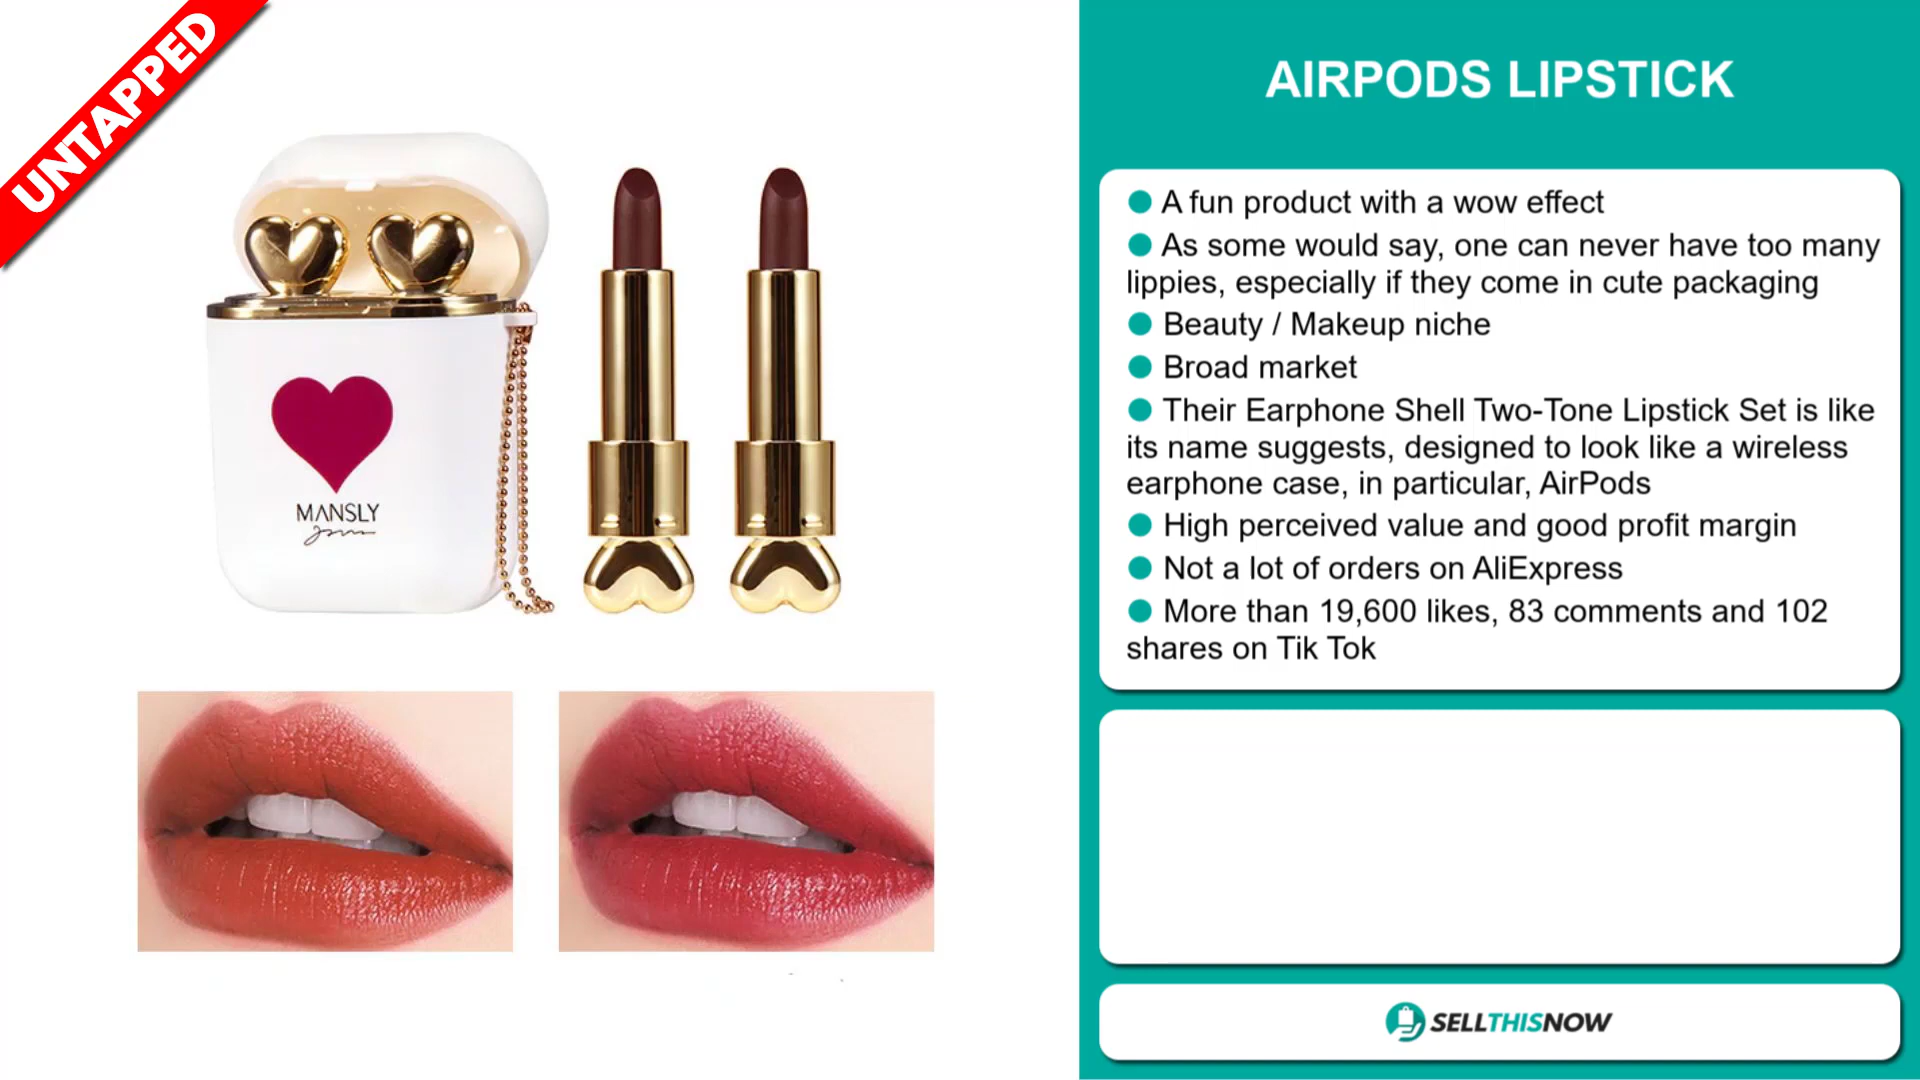 UNTAPPED
AIRPODS LIPSTICK
A fun product with a wow effect
As some would say, one can never have too many
lippies, especially if they come in cute packaging
Beauty / Makeup niche
Broad market
Their Earphone Shell Two-Tone Lipstick Set is like
its name suggests, designed to look like a wireless
earphone case, in particular, AirPods
High perceived value and good profit margin
Not a lot of orders on AliExpress
More than 19,600 likes, 83 comments and 102
shares on Tik Tok
MANSLY
SELLTHISNOW